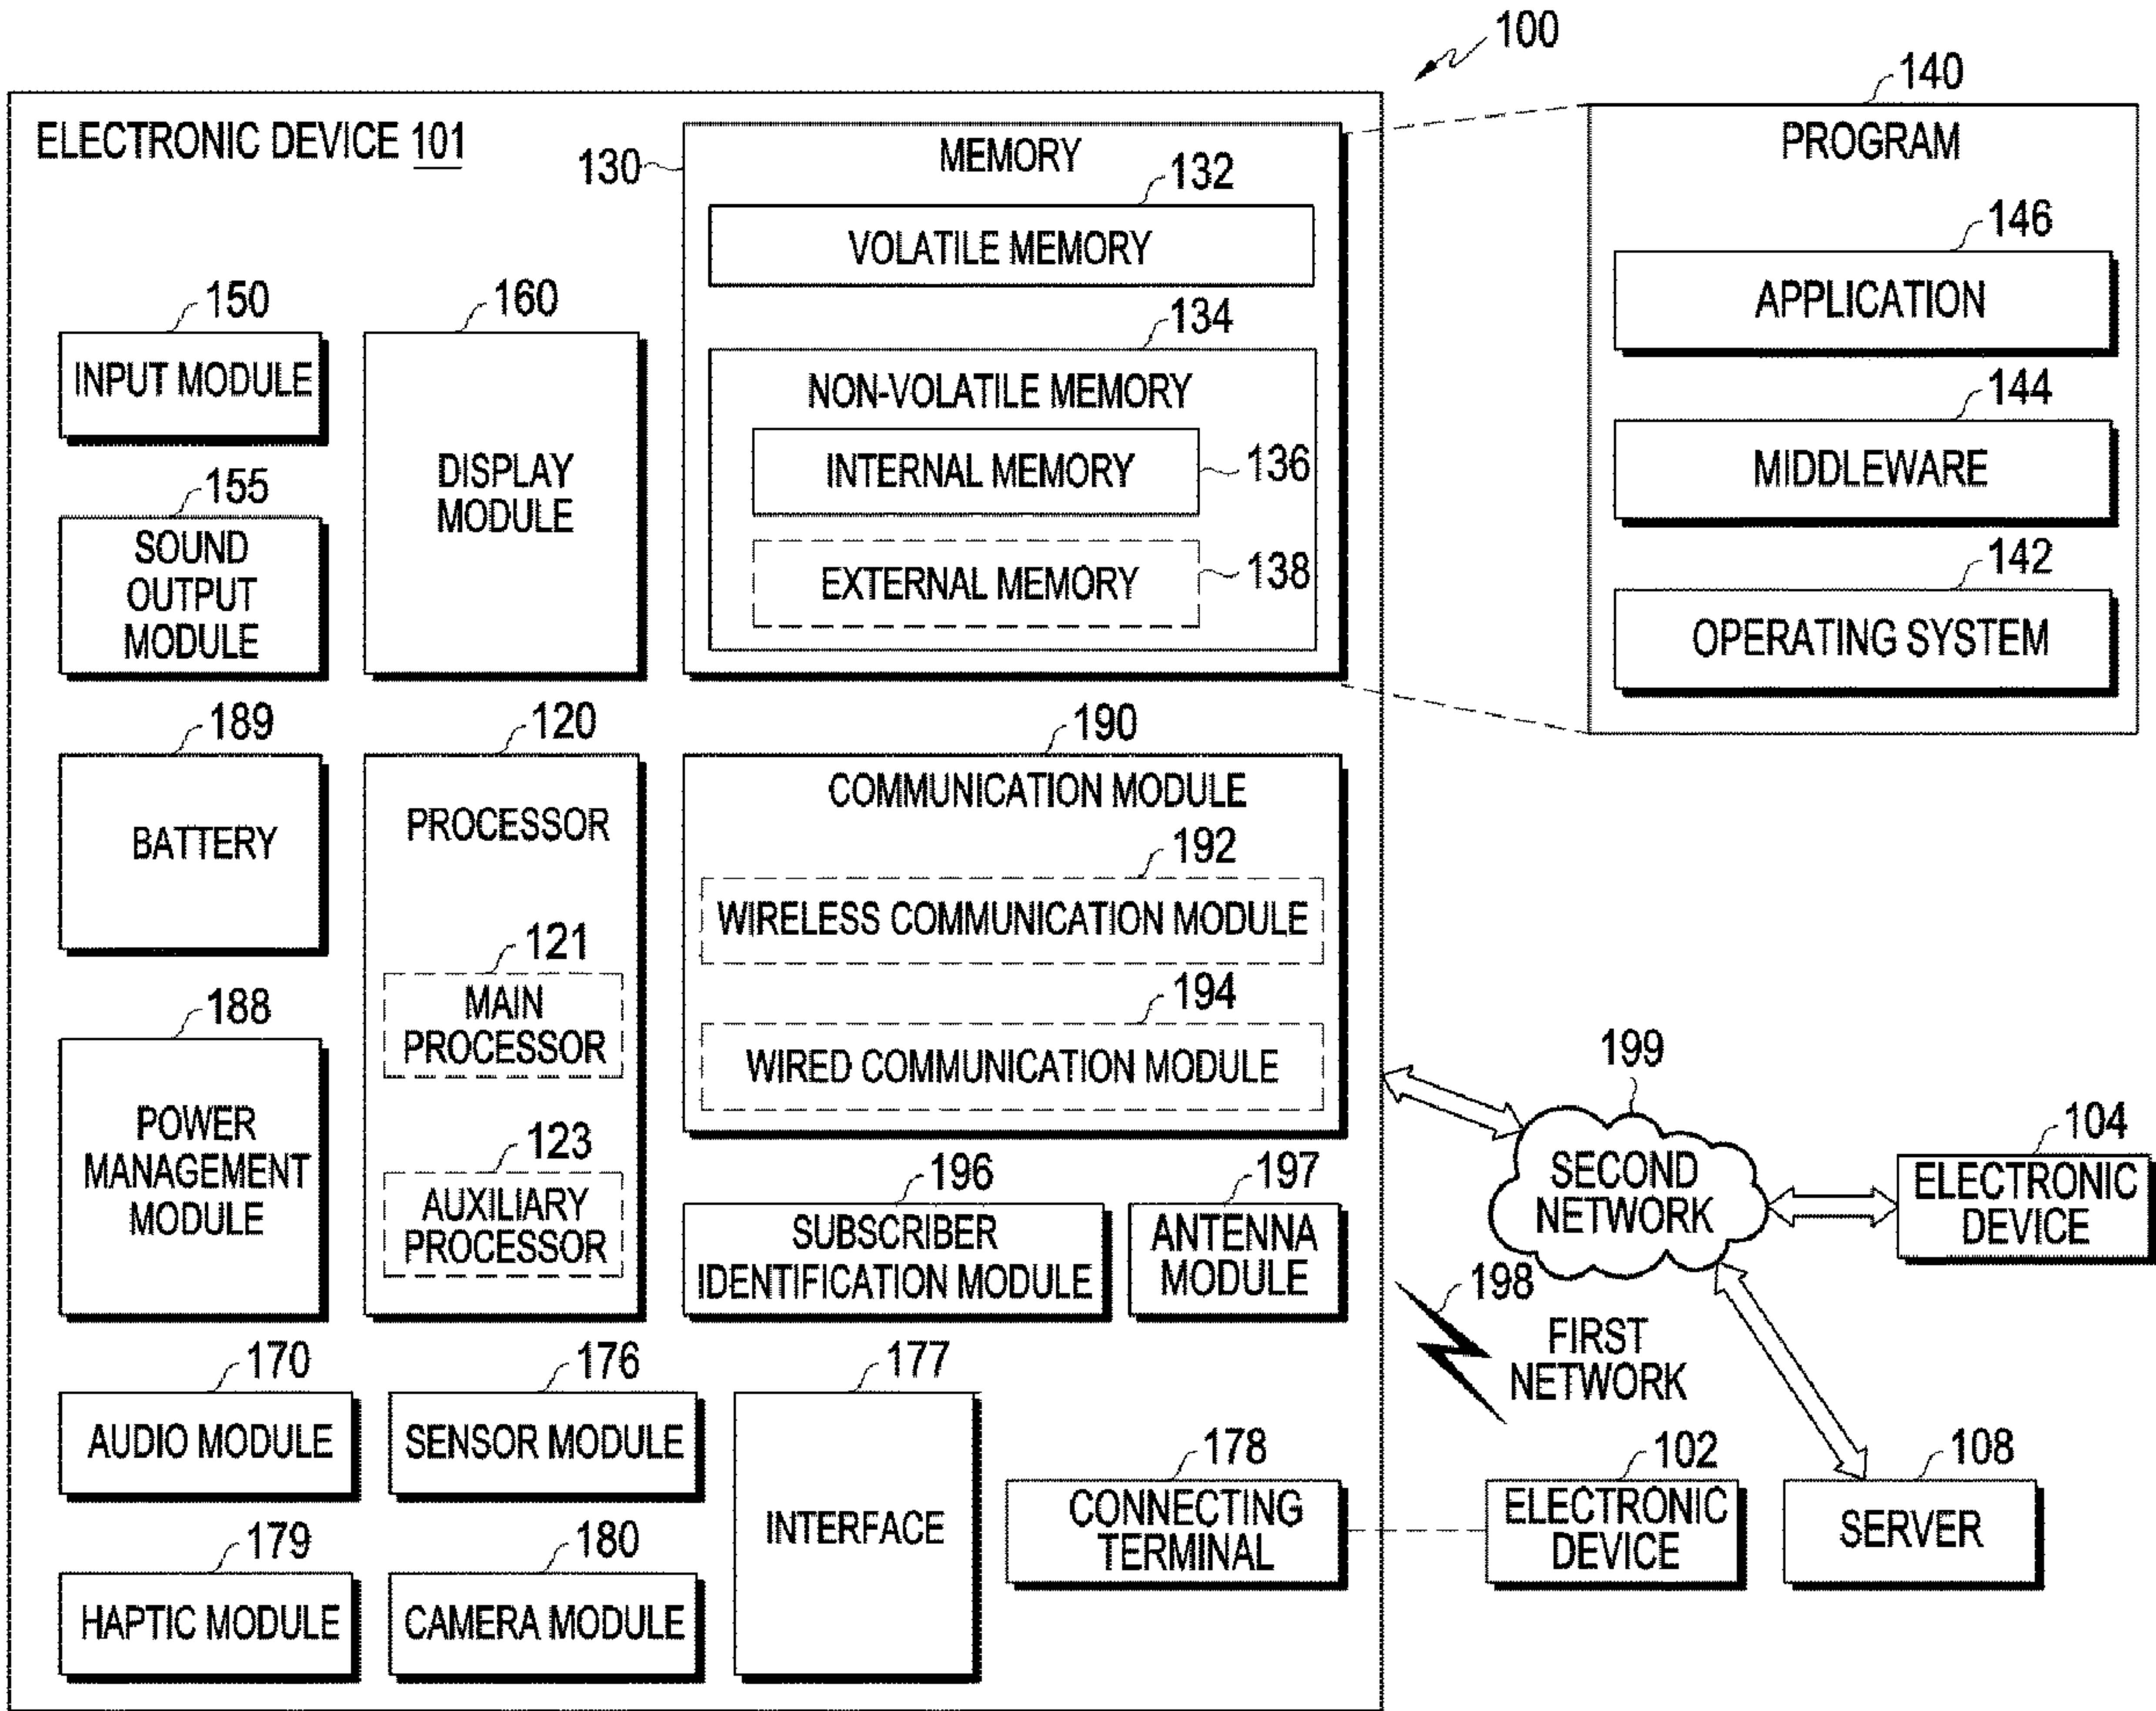 100
ELECTRONIC DEVICE 101
130
MEMORY
132
VOLATILE MEMORY
134
NON-VOLATILE MEMORY
INTERNAL MEMORY
136
EXTERNAL MEMORY
138
140
PROGRAM
146
APPLICATION
144
MIDDLEWARE
142
OPERATING SYSTEM
150
INPUT MODULE
155
SOUND
OUTPUT
MODULE
160
DISPLAY
MODULE
189
BATTERY
120
PROCESSOR
121
MAIN
PROCESSOR
123
AUXILIARY
PROCESSOR
190
COMMUNICATION MODULE
192
WIRELESS COMMUNICATION MODULE
194
WIRED COMMUNICATION MODULE
188
POWER
MANAGEMENT
MODULE
196
SUBSCRIBER
IDENTIFICATION MODULE
197
ANTENNA
MODULE
199
SECOND
NETWORK
104
ELECTRONIC
DEVICE
198
FIRST
NETWORK
170
AUDIO MODULE
176
SENSOR MODULE
177
INTERFACE
178
CONNECTING
TERMINAL
102
ELECTRONIC
DEVICE
108
SERVER
179
HAPTIC MODULE
180
CAMERA MODULE